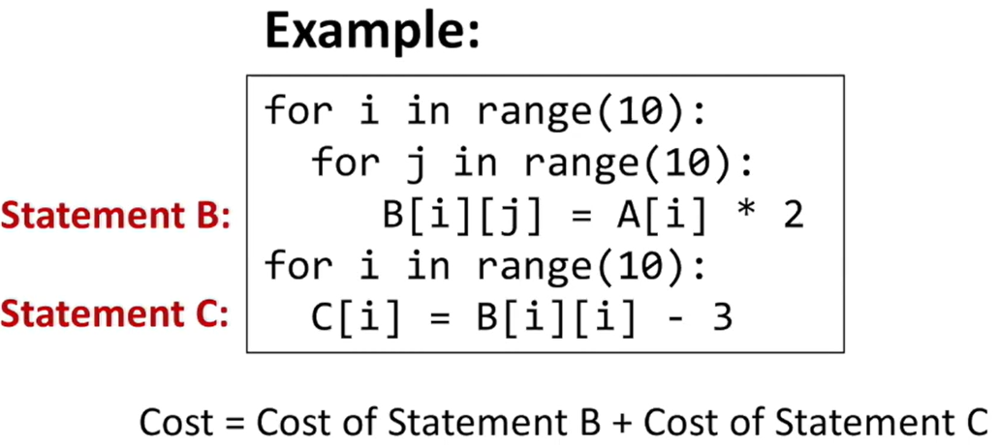 Example:
for i in range(10):
for j in range(10):
Statement B: B[i][j] = A[i] * 2
for i in range(10):
Statement C: C[i] = B[i][i] - 3
Cost = Cost of Statement B + Cost of Statement C